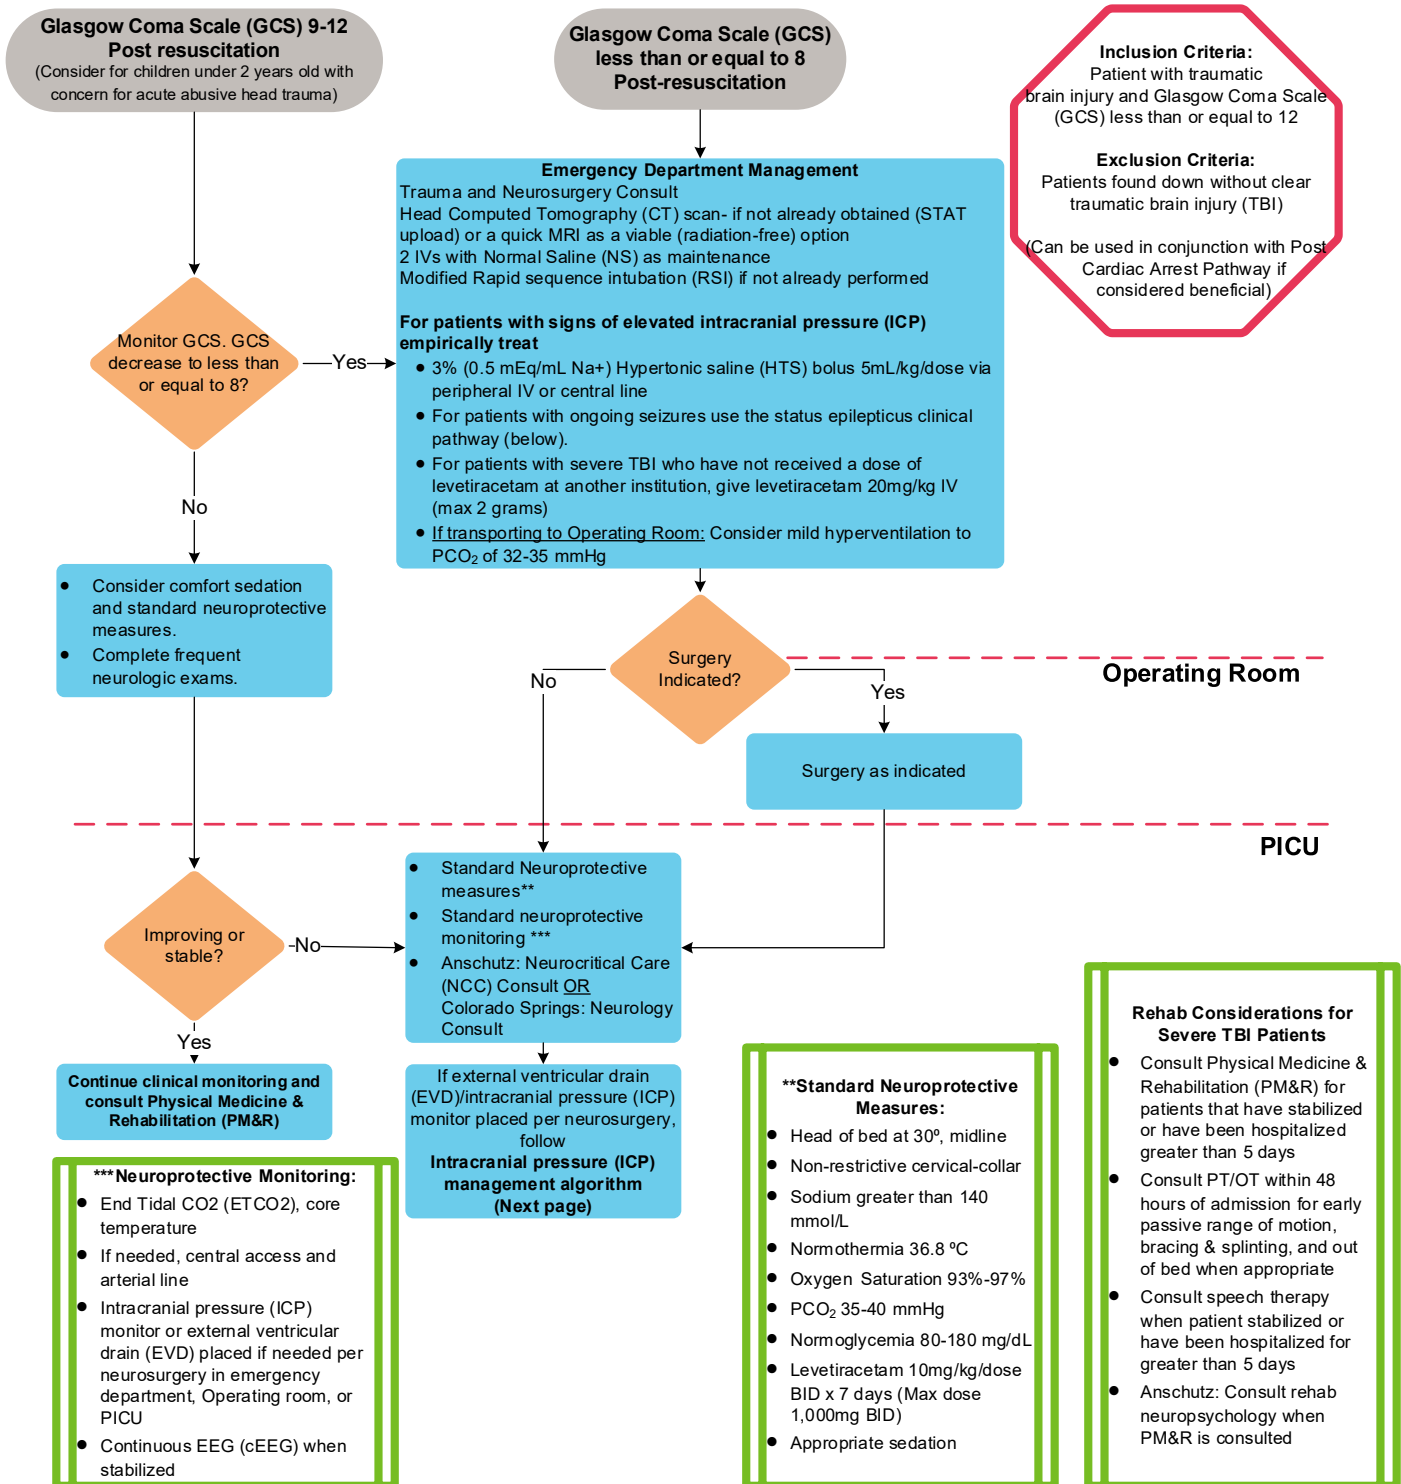 Glasgow Coma Scale (GCS) 9-12
Post resuscitation
(Consider for children under 2 years old with
concern for acute abusive head trauma)
Glasgow Coma Scale (GCS)
less than or equal to 8
Post-resuscitation
Inclusion Criteria:
Patient with traumatic
brain injury and Glasgow Coma Scale
(GCS) less than or equal to 12
Exclusion Criteria:
Patients found down without clear
traumatic brain injury (TBI)
(Can be used in conjunction with Post
Cardiac Arrest Pathway if
considered beneficial)
Emergency Department Management
Trauma and Neurosurgery Consult
Head Computed Tomography (CT) scan- if not already obtained (STAT
upload) or a quick MRI as a viable (radiation-free) option
2 IVs with Normal Saline (NS) as maintenance
Modified Rapid sequence intubation (RSI) if not already performed
For patients with signs of elevated intracranial pressure (ICP)
empirically treat
● 3% (0.5 mEq/mL Na+) Hypertonic saline (HTS) bolus 5mL/kg/dose via
peripheral IV or central line
● For patients with ongoing seizures use the status epilepticus clinical
pathway (below).
● For patients with severe TBI who have not received a dose of
levetiracetam at another institution, give levetiracetam 20mg/kg IV
(max 2 grams)
● If transporting to Operating Room: Consider mild hyperventilation to
PCO₂ of 32-35 mmHg
Monitor GCS. GCS
decrease to less than
or equal to 8?
Yes
No
● Consider comfort sedation
and standard neuroprotective
measures.
● Complete frequent
neurologic exams.
Surgery
Indicated?
No
Yes
Operating Room
Surgery as indicated
PICU
Improving or
stable?
No
Yes
● Standard Neuroprotective
measures**
● Standard neuroprotective
monitoring ***
● Anschutz: Neurocritical Care
(NCC) Consult OR
Colorado Springs: Neurology
Consult
Continue clinical monitoring and
consult Physical Medicine &
Rehabilitation (PM&R)
If external ventricular drain
(EVD)/intracranial pressure (ICP)
monitor placed per neurosurgery,
follow
Intracranial pressure (ICP)
management algorithm
(Next page)
***Neuroprotective Monitoring:
● End Tidal CO2 (ETCO2), core
temperature
● If needed, central access and
arterial line
● Intracranial pressure (ICP)
monitor or external ventricular
drain (EVD) placed if needed per
neurosurgery in emergency
department, Operating room, or
PICU
● Continuous EEG (cEEG) when
stabilized
**Standard Neuroprotective
Measures:
● Head of bed at 30º, midline
● Non-restrictive cervical-collar
● Sodium greater than 140
mmol/L
● Normothermia 36.8 ºC
● Oxygen Saturation 93%-97%
● PCO₂ 35-40 mmHg
● Normoglycemia 80-180 mg/dL
● Levetiracetam 10mg/kg/dose
BID x 7 days (Max dose
1,000mg BID)
● Appropriate sedation
Rehab Considerations for
Severe TBI Patients
● Consult Physical Medicine &
Rehabilitation (PM&R) for
patients that have stabilized
or have been hospitalized
greater than 5 days
● Consult PT/OT within 48
hours of admission for early
passive range of motion,
bracing & splinting, and out
of bed when appropriate
● Consult speech therapy
when patient stabilized or
have been hospitalized for
greater than 5 days
● Anschutz: Consult rehab
neuropsychology when
PM&R is consulted